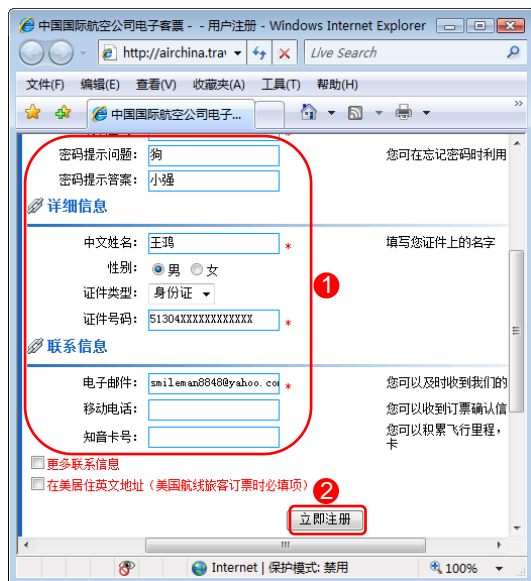 中国国际航空公司电子客票 - - 用户注册 - Windows Internet Explorer
http://airchina.tra
Live Search
文件(F) 编辑(E) 查看(V) 收藏夹(A) 工具(T) 帮助(H)
中国国际航空公司电子...
*
密码提示问题: 狗 您可在忘记密码时利用
密码提示答案: 小强
详细信息
中文姓名: 王鸿 * 填写您证件上的名字
性别: 男 女
1
证件类型: 身份证
证件号码: 51304XXXXXXXXXXXX *
联系信息
电子邮件: smileman8848@yahoo.co * 您可以及时收到我们的
移动电话: 您可以收到订票确认信
知音卡号: 您可以积累飞行里程,
卡
更多联系信息
在美居住英文地址(美国航线旅客订票时必填项) 2
立即注册
Internet | 保护模式: 禁用 100%